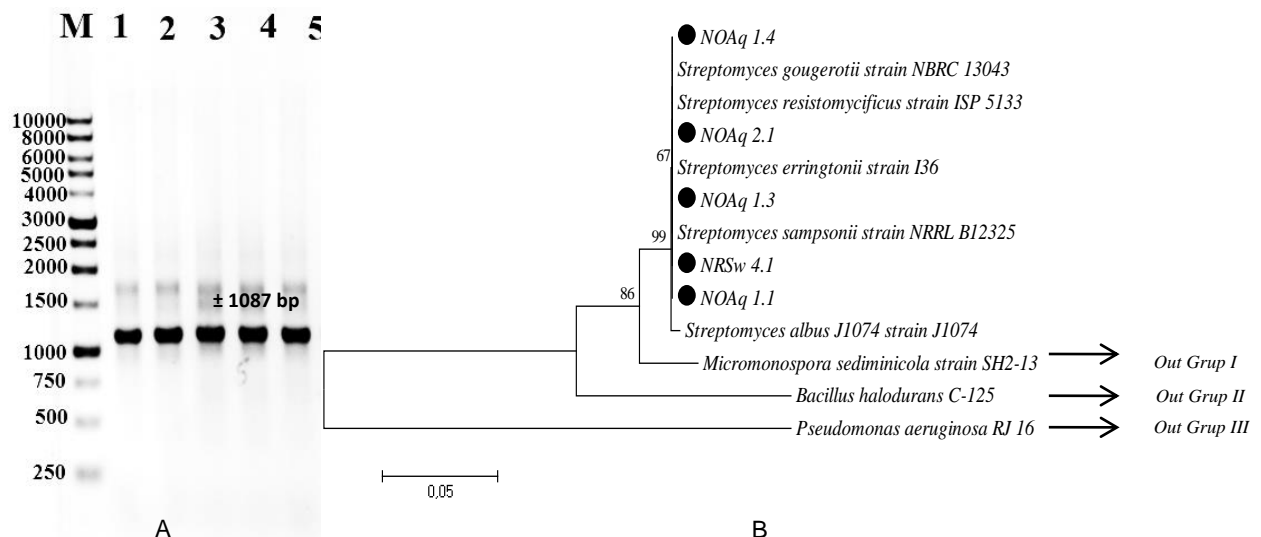 M 1 2 3 4 5
10000
8000
6000
5000
4000
3000
2500
2000
1500
1000
750
500
250
± 1087 bp
A
NOAq 1.4
Streptomyces gougerotii strain NBRC 13043
Streptomyces resistomycificus strain ISP 5133
NOAq 2.1
67
Streptomyces erringtonii strain I36
NOAq 1.3
99
Streptomyces sampsonii strain NRRL B12325
NRSw 4.1
86
NOAq 1.1
Streptomyces albus J1074 strain J1074
Micromonospora sediminicola strain SH2-13 Out Grup I
Bacillus halodurans C-125 Out Grup II
Pseudomonas aeruginosa RJ 16 Out Grup III
0,05
B